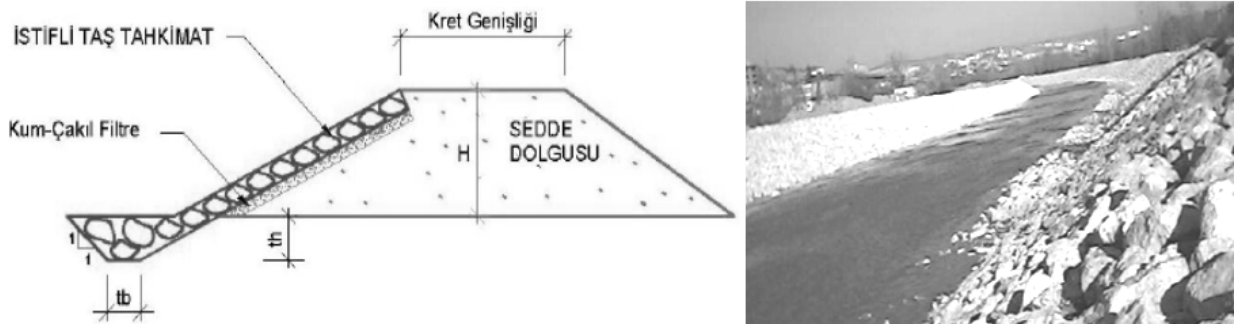 Kret Genişliği
İSTİFLİ TAŞ TAHKİMAT
Kum-Çakıl Filtre
H
SEDDE
DOLGUSU
1
1
th
tb